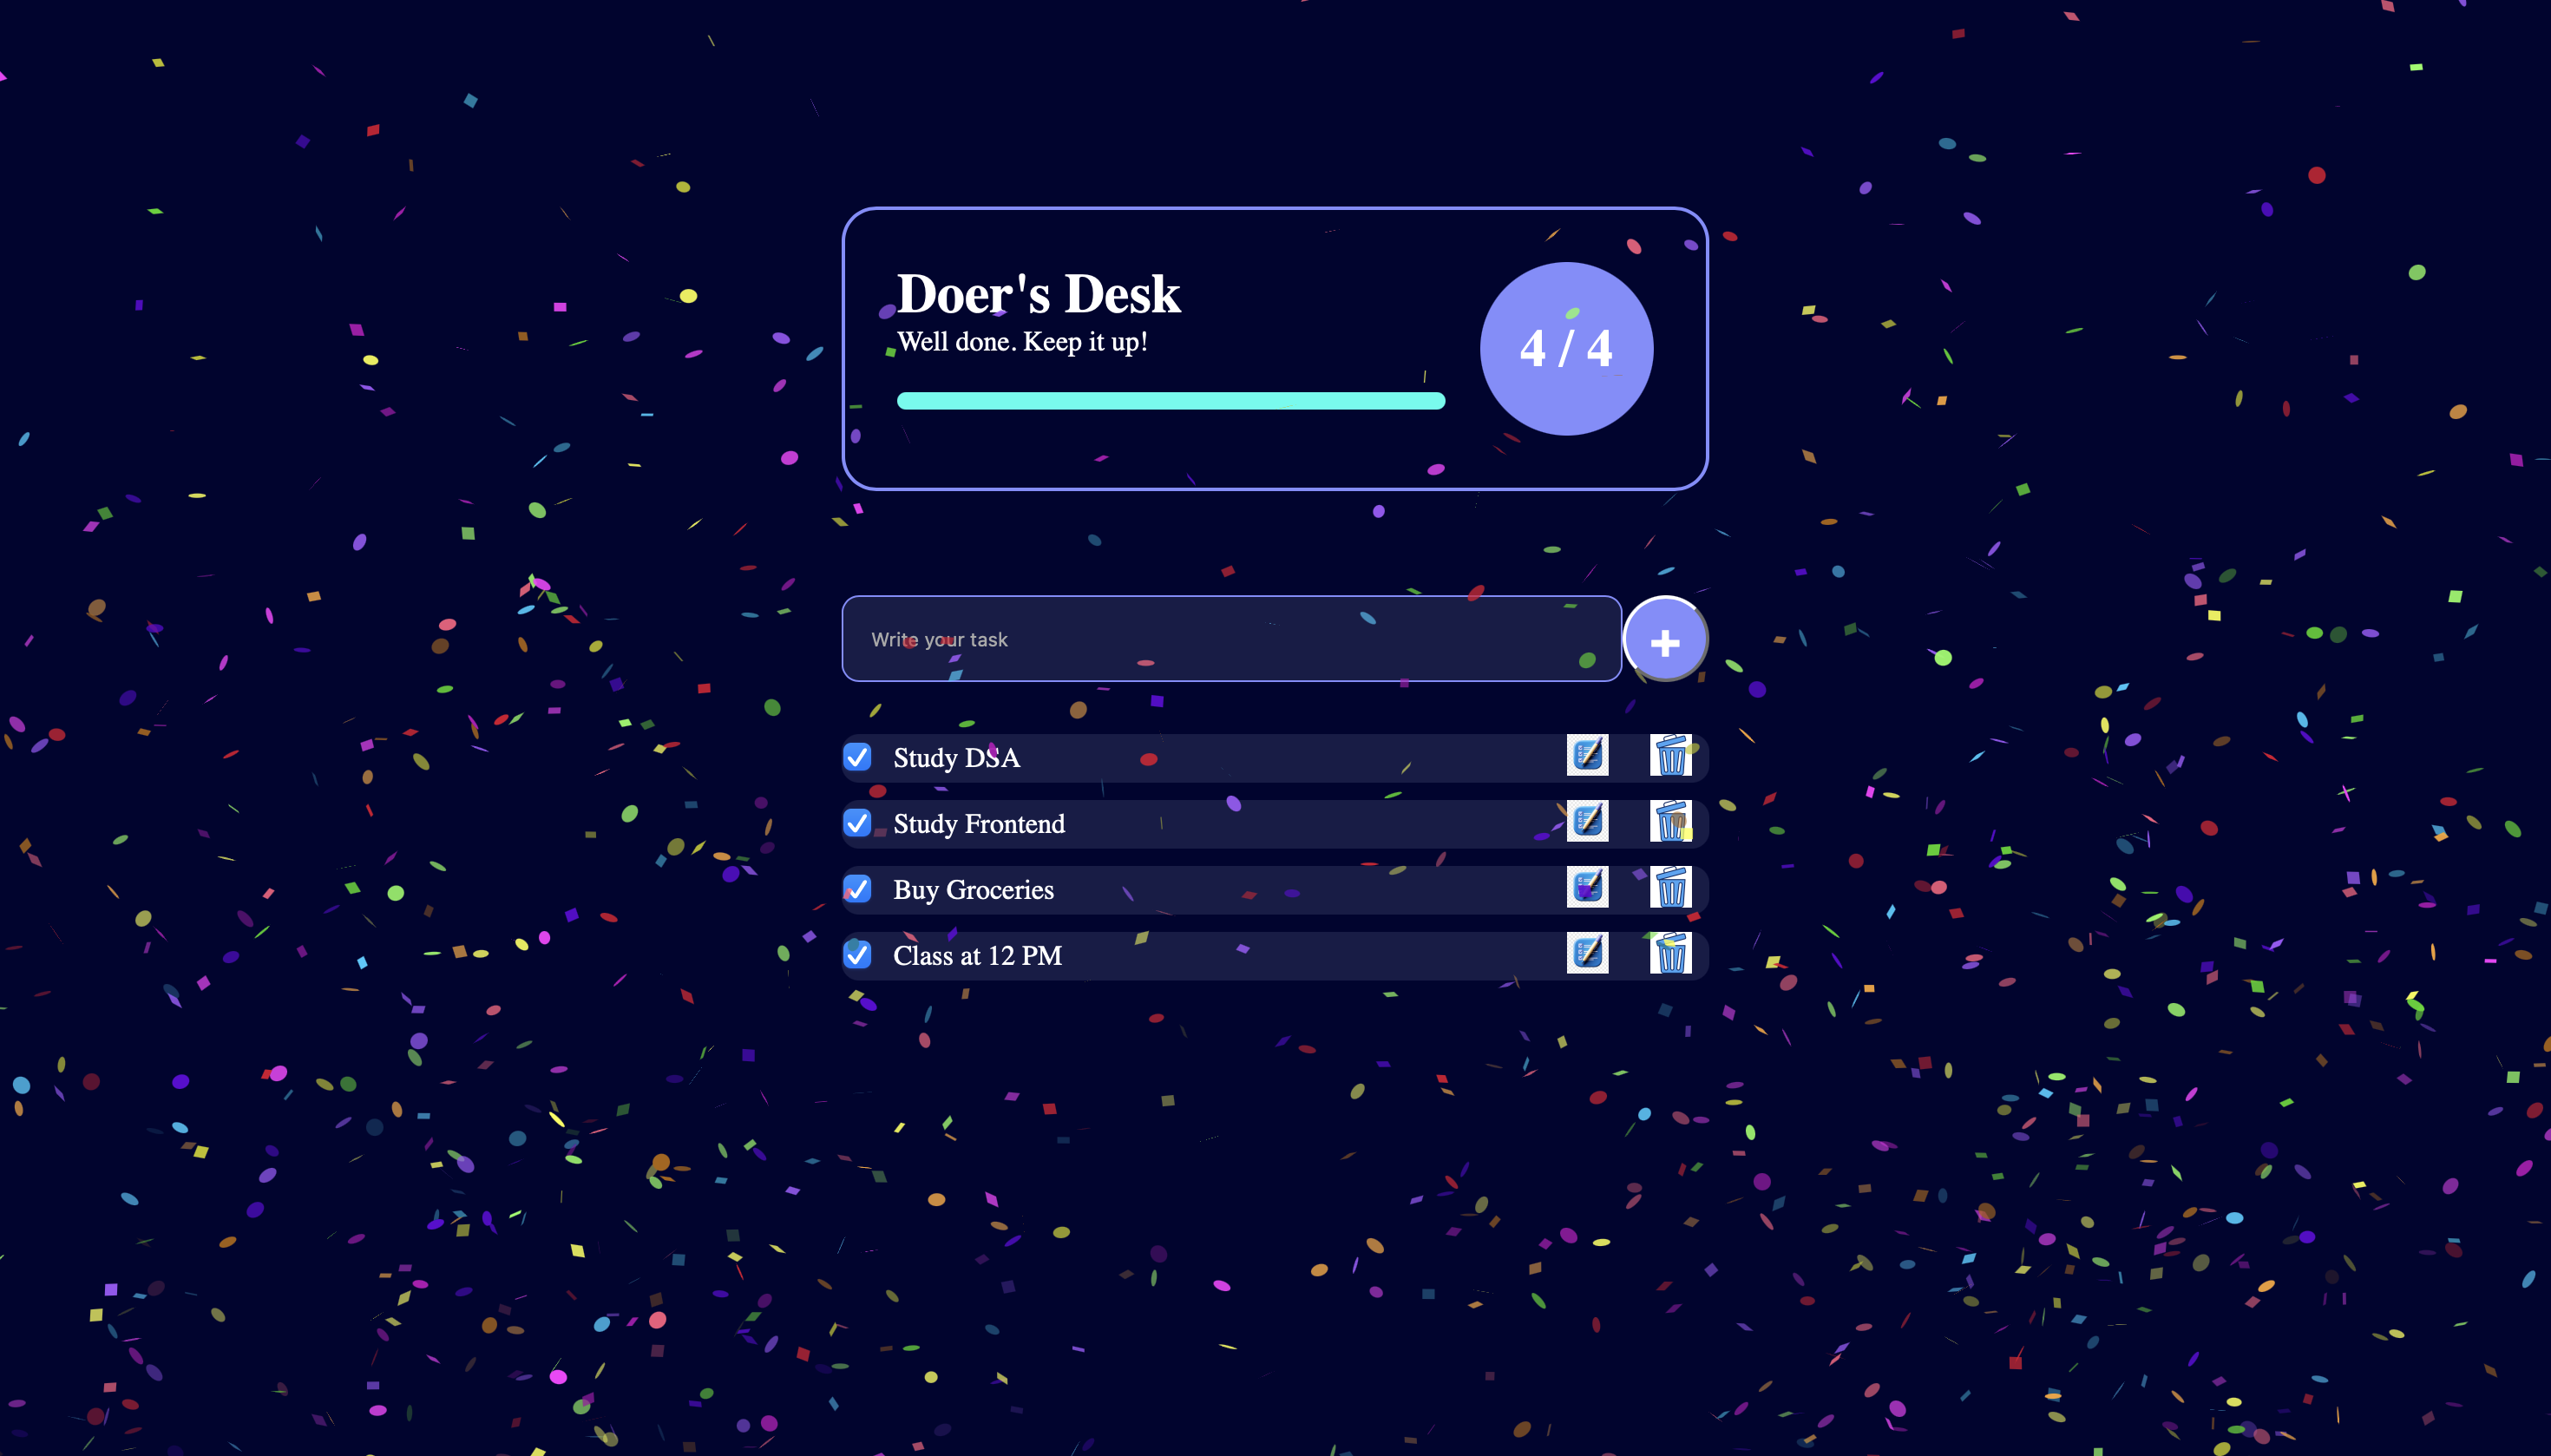 Doer's Desk
Well done. Keep it up!
4 / 4
Write your task
+
Study DSA
Study Frontend
Buy Groceries
Class at 12 PM